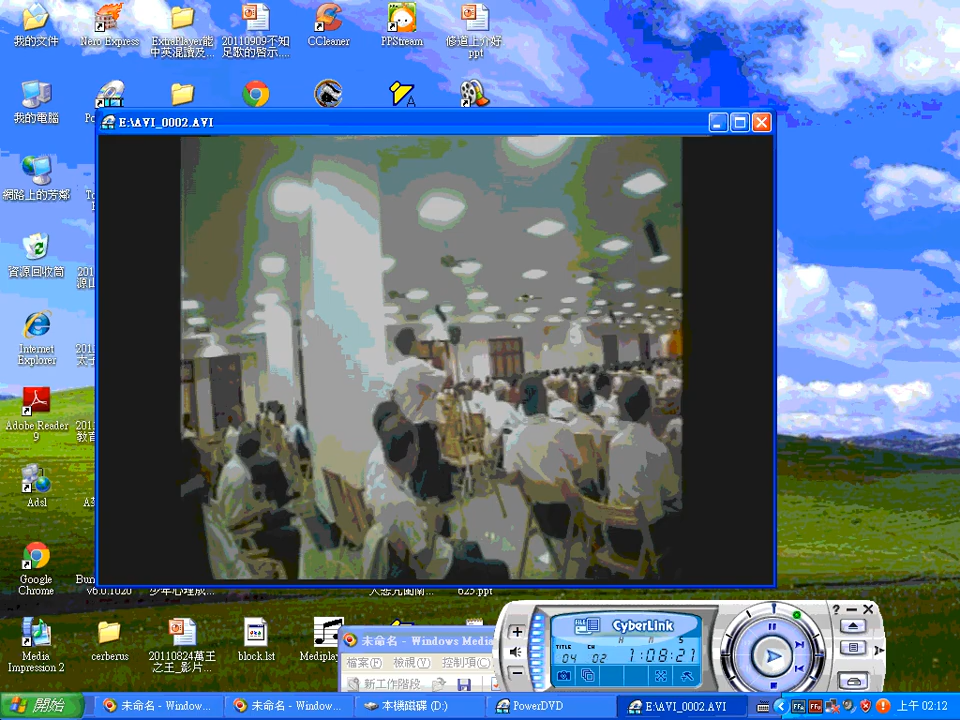 我的文件
Nero Express
ExtraPlayer能
中英混讀及...
20110909不知
足歌的啓示....
CCleaner
PPStream
修道上介好
ppt
我的電腦
E:\AVI_0002.AVI
網路上的芳鄰
資源回收筒
Internet
Explorer
Adobe Reader
9
Adsl
Google
Chrome
v6.0.1020
623.ppt
Media
Impression 2
cerberus
20110824萬王
之王_影片...
block.lst
未命名 - Windows Media
檔案(F) 檢視(V) 控制項(C)
新工作階段
CyberLink
H M S
TITLE CH
04 02 1:08:21
開始
未命名 - Window...
未命名 - Window...
本機磁碟 (D:)
PowerDVD
E:\AVI_0002.AVI
上午 02:12